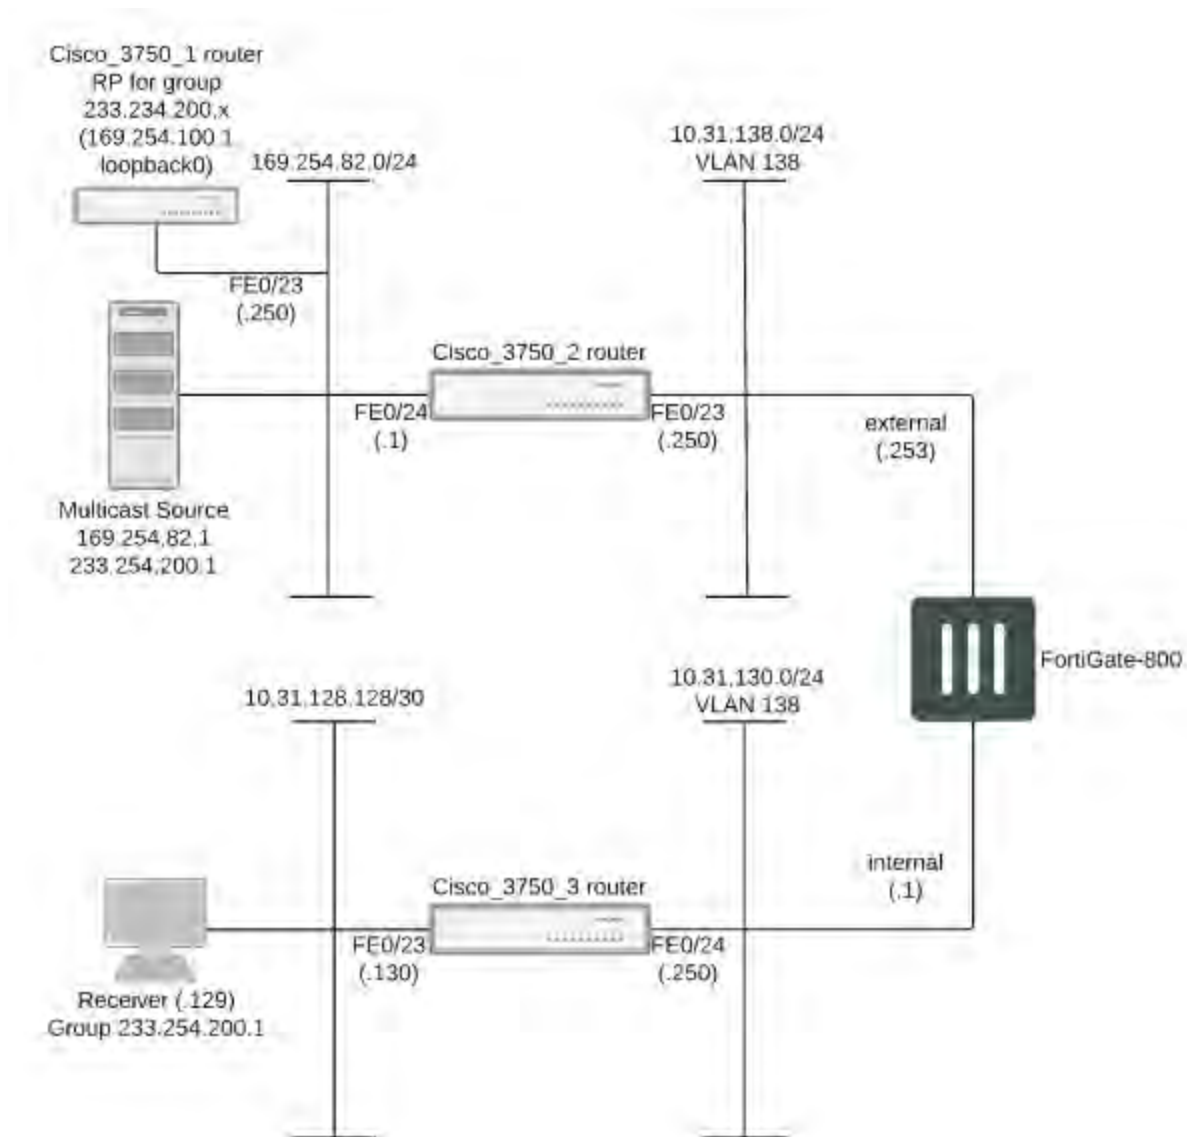 Cisco_3750_1 router
RP for group
233.234.200.x
(169.254.100.1
loopback0)
169.254.82.0/24
10.31.138.0/24
VLAN 138
FE0/23
(.250)
Cisco_3750_2 router
FE0/24
(.1)
FE0/23
(.250)
external
(.253)
Multicast Source
169.254.82.1
233.254.200.1
FortiGate-800
10.31.128.128/30
10.31.130.0/24
VLAN 138
internal
(.1)
Cisco_3750_3 router
FE0/23
(.130)
FE0/24
(.250)
Receiver (.129)
Group 233.254.200.1